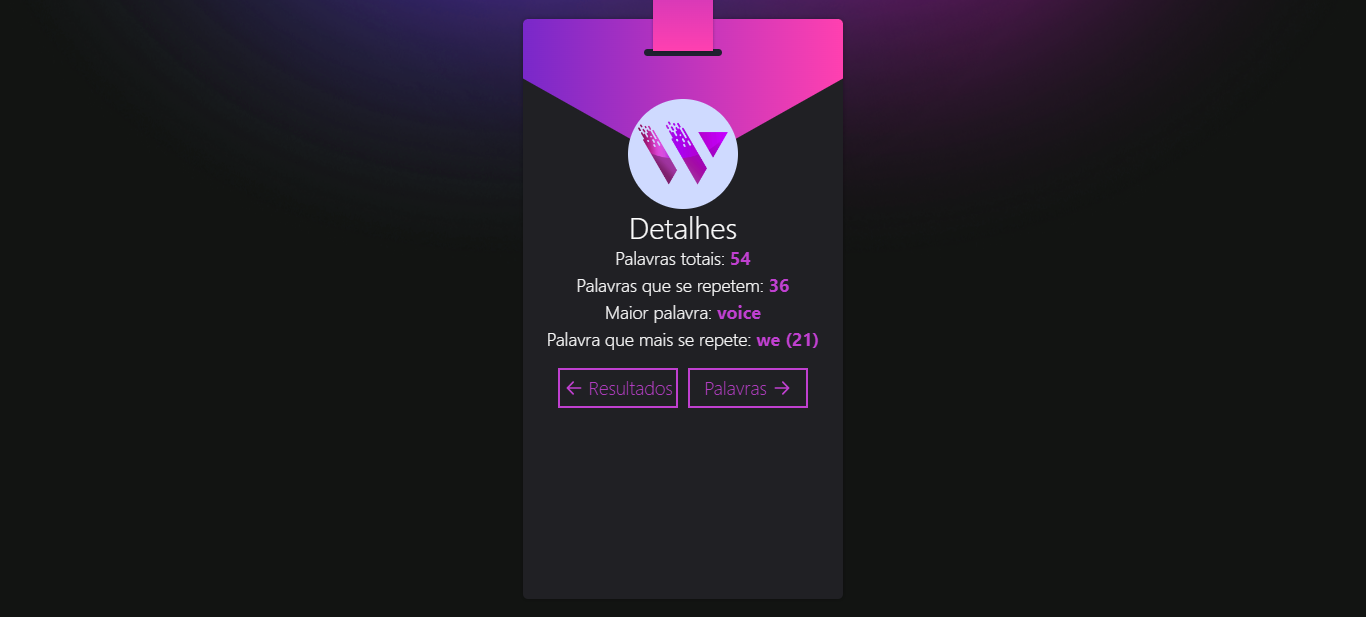 Detalhes
Palavras totais: 54
Palavras que se repetem: 36
Maior palavra: voice
Palavra que mais se repete: we (21)
← Resultados
Palavras →